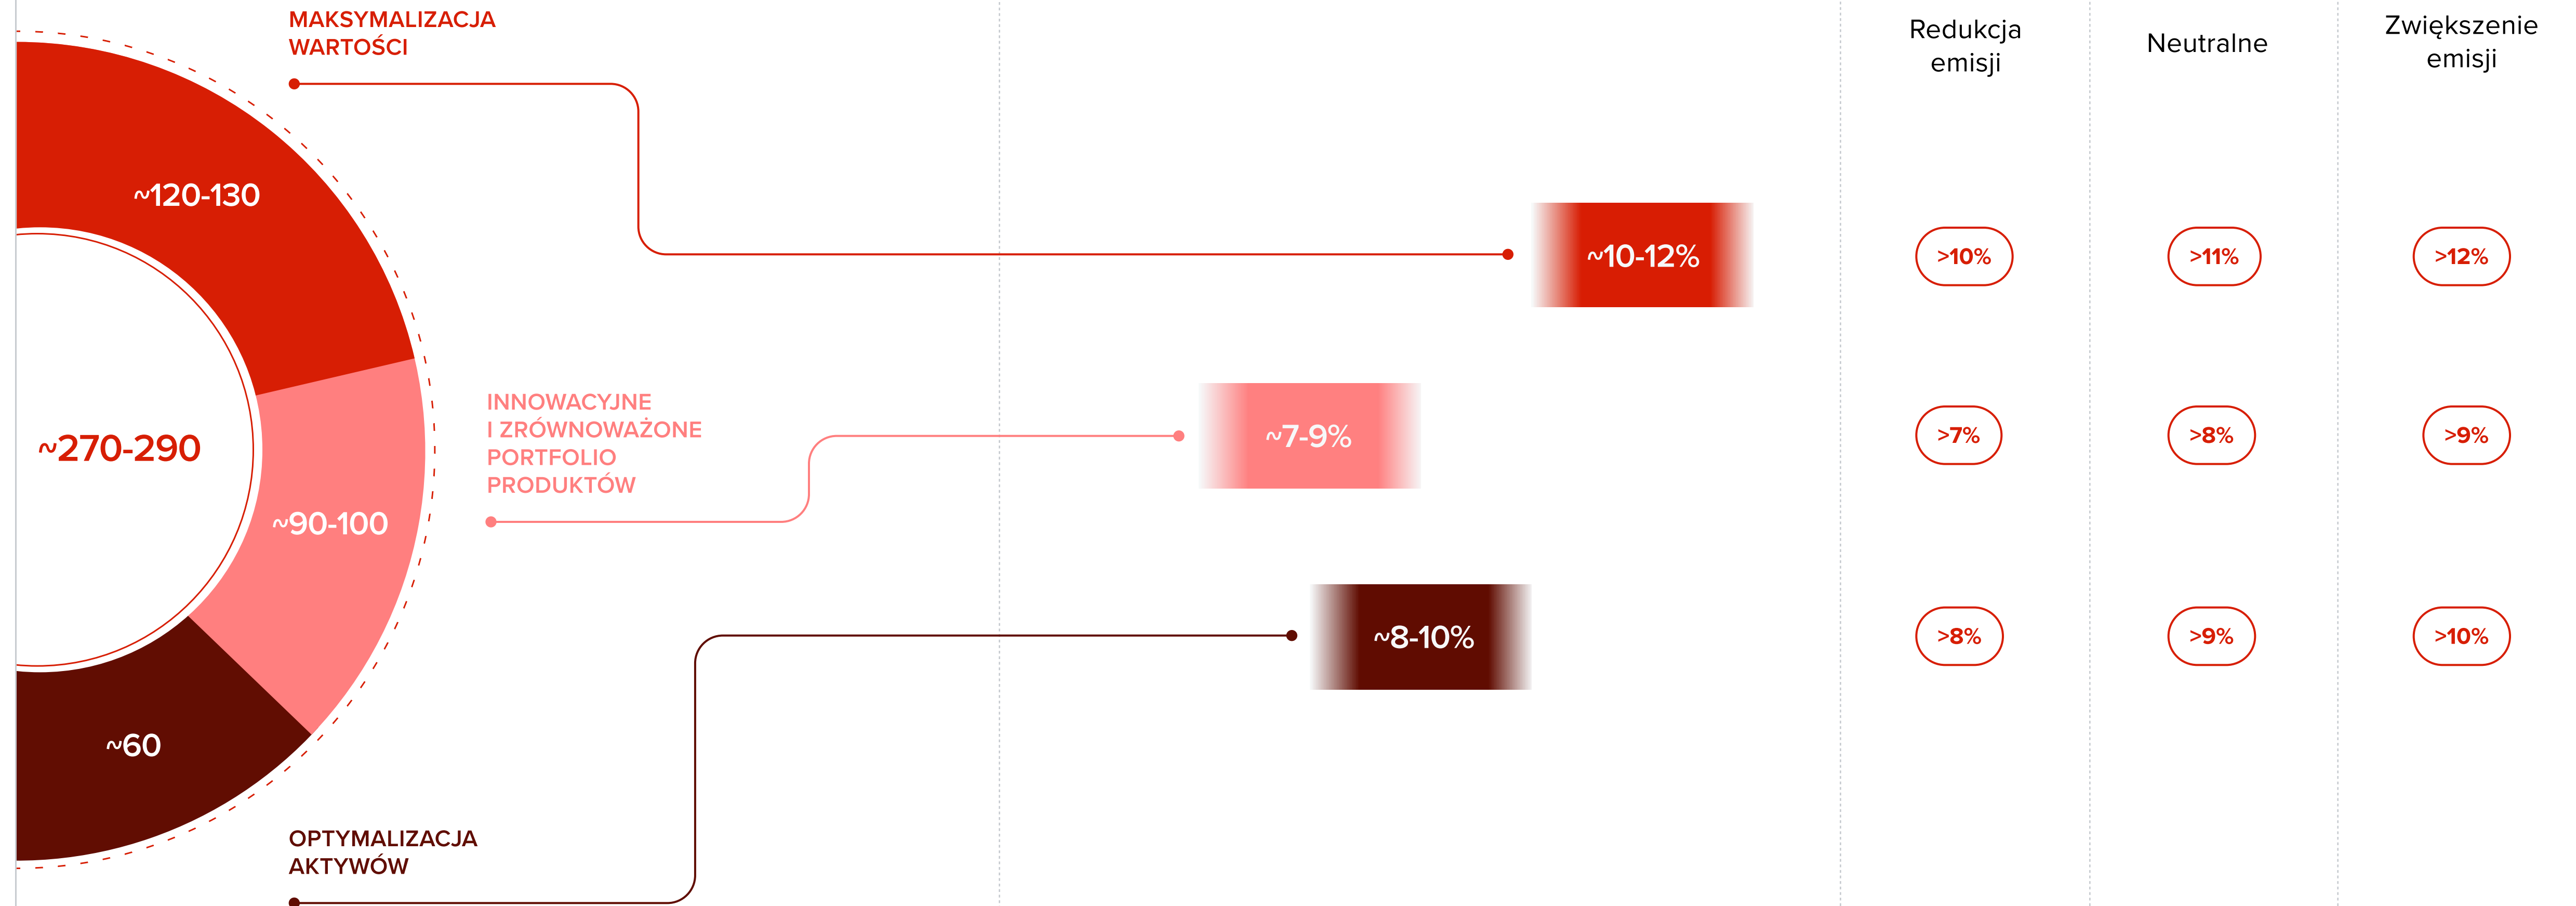 MAKSYMALIZACJA
WARTOŚCI
Redukcja
emisji
Neutralne
Zwiększenie
emisji
~120-130
~10-12%
>10%
>11%
>12%
INNOWACYJNE
I ZRÓWNOWAŻONE
PORTFOLIO
PRODUKTÓW
~7-9%
>7%
>8%
>9%
~270-290
~90-100
~8-10%
>8%
>9%
>10%
~60
OPTYMALIZACJA
AKTYWÓW